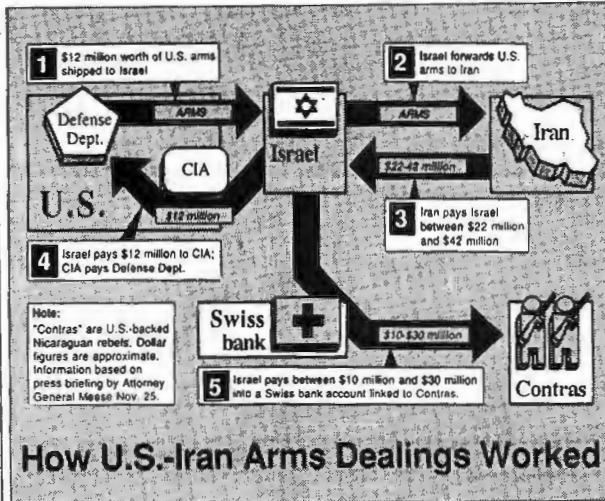 1 $12 million worth of U.S. arms
shipped to Israel
2 Israel forwards U.S.
arms to Iran
Defense
Dept.
ARMS
Israel
ARMS
Iran
CIA
U.S.
$12 million
$22-42 million
3 Iran pays Israel
between $22 million
and $42 million
4 Israel pays $12 million to CIA;
CIA pays Defense Dept.
Note:
"Contras" are U.S.-backed
Nicaraguan rebels. Dollar
figures are approximate.
Information based on
press briefing by Attorney
General Meese Nov. 25.
Swiss
bank
$10-$30 million
Contras
5 Israel pays between $10 million and $30 million
into a Swiss bank account linked to Contras.
How U.S.-Iran Arms Dealings Worked